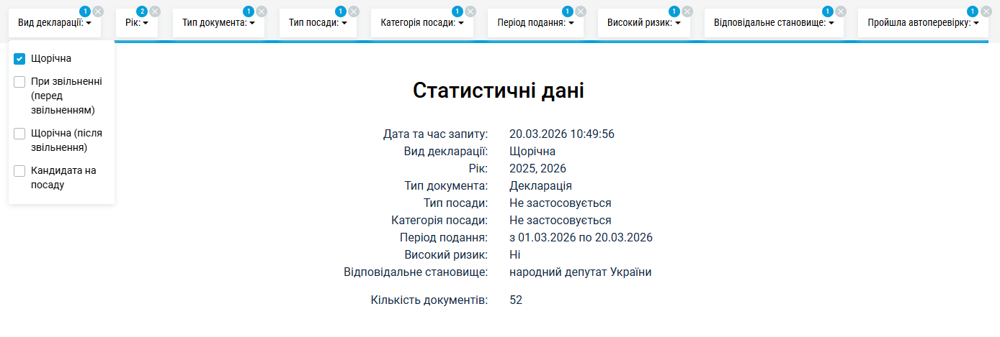 1 2 1 1 1 1 1 1 1
Вид декларації: Рік: Тип документа: Тип посади: Категорія посади: Період подання: Високий ризик: Відповідальне становище: Пройшла автоперевірку:
Щорічна
При звільненні
(перед
звільненням)
Щорічна (після
звільнення)
Кандидата на
посаду
Статистичні дані
Дата та час запиту: 20.03.2026 10:49:56
Вид декларації: Щорічна
Рік: 2025, 2026
Тип документа: Декларація
Тип посади: Не застосовується
Категорія посади: Не застосовується
Період подання: з 01.03.2026 по 20.03.2026
Високий ризик: Ні
Відповідальне становище: народний депутат України
Кількість документів: 52